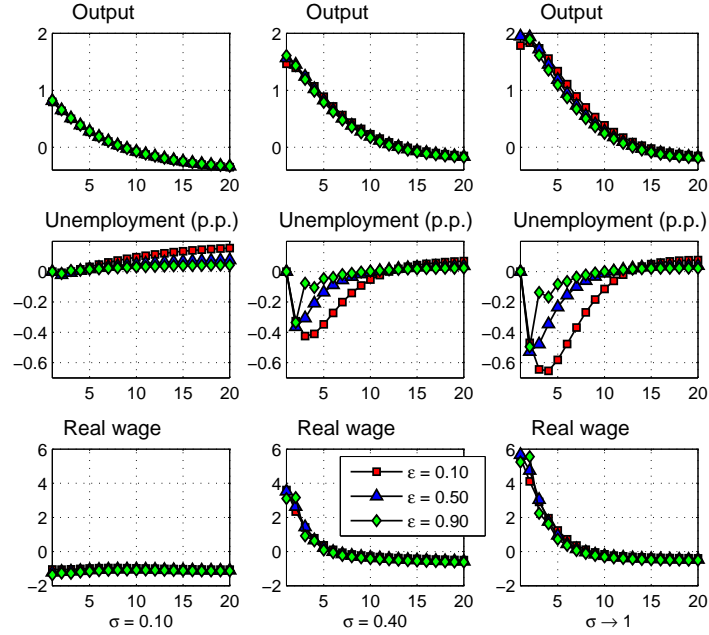 Output Output Output
2 2 2
1 1 1
0 0 0
5 10 15 20 5 10 15 20 5 10 15 20
Unemployment (p.p.) Unemployment (p.p.) Unemployment (p.p.)
0 0 0
−0.2 −0.2 −0.2
−0.4 −0.4 −0.4
−0.6 −0.6 −0.6
5 10 15 20 5 10 15 20 5 10 15 20
Real wage Real wage Real wage
6 6 6
ε = 0.10
4 4 4
ε = 0.50
2 2 2
ε = 0.90
0 0 0
−2 −2 −2
5 10 15 20 5 10 15 20 5 10 15 20
σ = 0.10 σ = 0.40 σ → 1